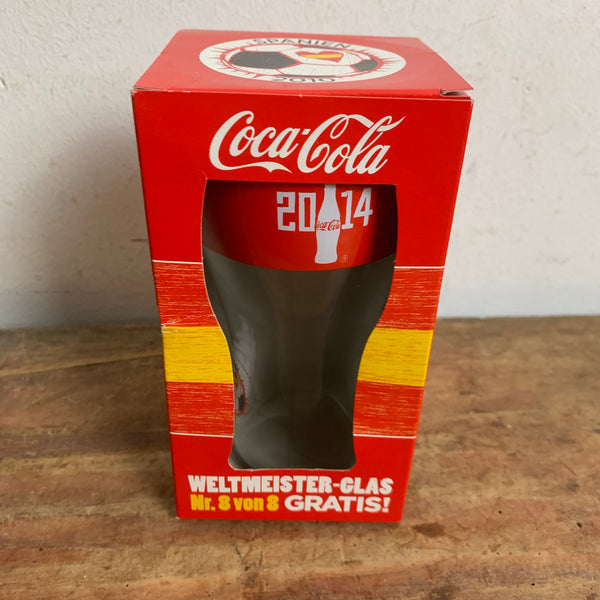 SPANIEN
2010
Coca-Cola
2014
Coca-Cola
®
WELTMEISTER-GLAS
Nr. 8 von 8 GRATIS!